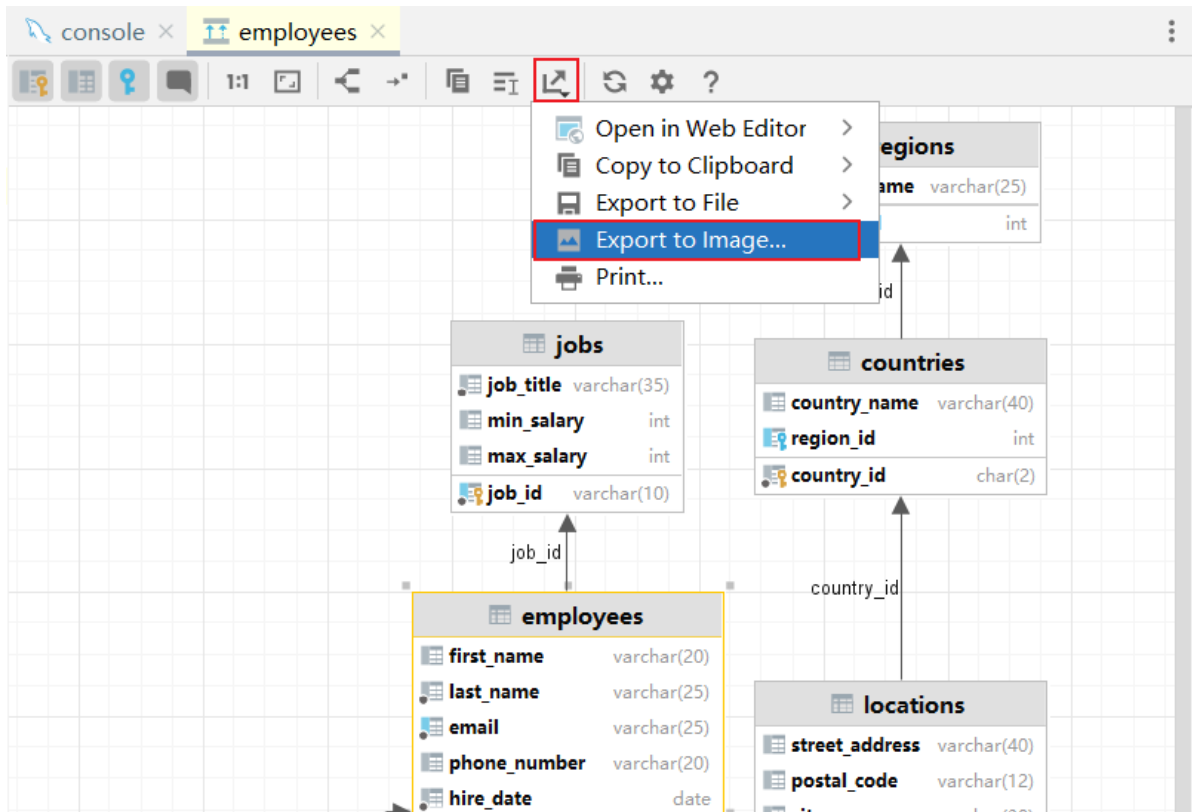 console
employees
1:1
?
Open in Web Editor
Copy to Clipboard
Export to File
Export to Image...
Print...
egions
ame varchar(25)
int
id
jobs
job_title varchar(35)
min_salary int
max_salary int
job_id varchar(10)
countries
country_name varchar(40)
region_id int
country_id char(2)
job_id
country_id
employees
first_name varchar(20)
last_name varchar(25)
email varchar(25)
phone_number varchar(20)
hire_date date
locations
street_address varchar(40)
postal_code varchar(12)